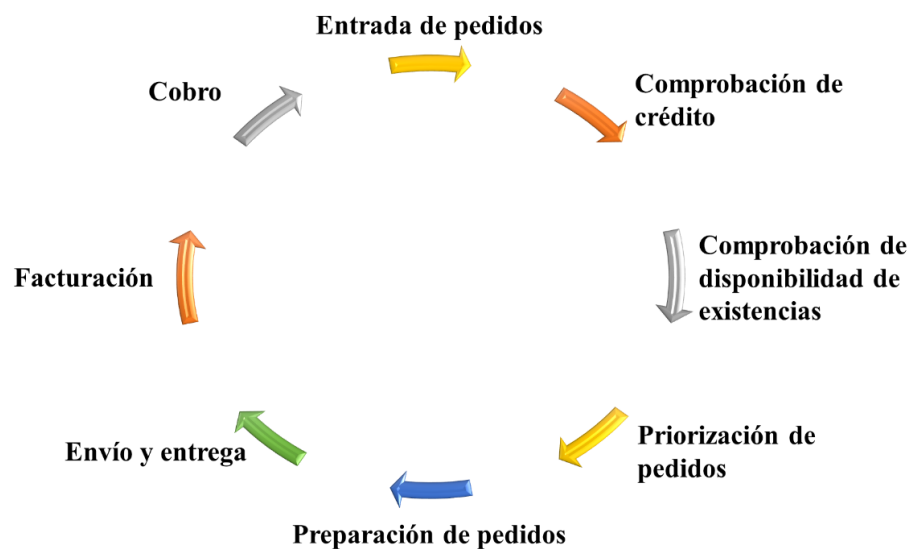 Entrada de pedidos
Comprobación de
crédito
Comprobación de
disponibilidad de
existencias
Priorización de
pedidos
Preparación de pedidos
Envío y entrega
Facturación
Cobro